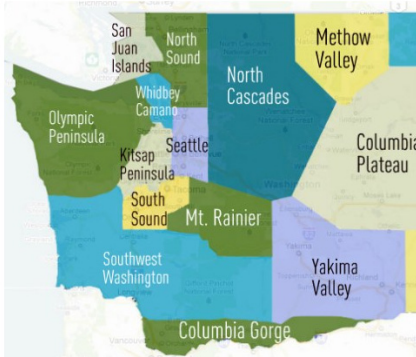 San
Juan
Islands
North
Sound
Methow
Valley
North
Cascades
Whidbey
Camano
Olympic
Peninsula
Seattle
Columbia
Plateau
Kitsap
Peninsula
South
Sound
Mt. Rainier
Southwest
Washington
Yakima
Valley
Columbia Gorge